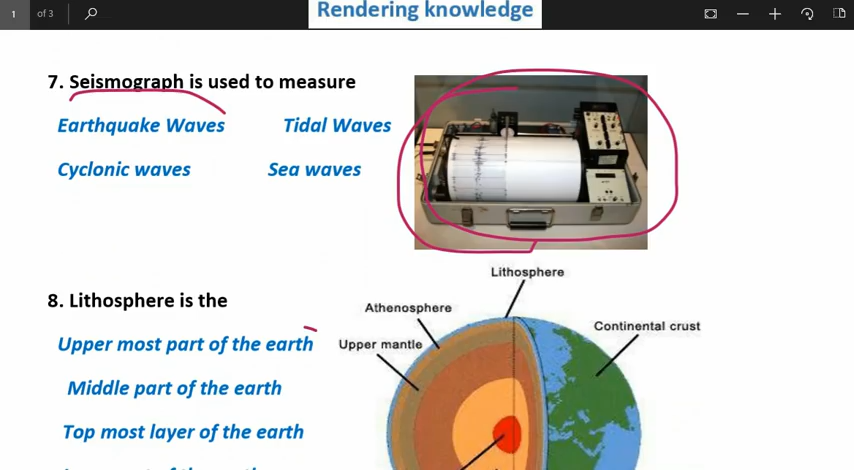 1 of 3
Rendering knowledge
7. Seismograph is used to measure
Earthquake Waves Tidal Waves
Cyclonic waves Sea waves
Lithosphere
8. Lithosphere is the
Athenosphere
Continental crust
Upper most part of the earth
Upper mantle
Middle part of the earth
Top most layer of the earth